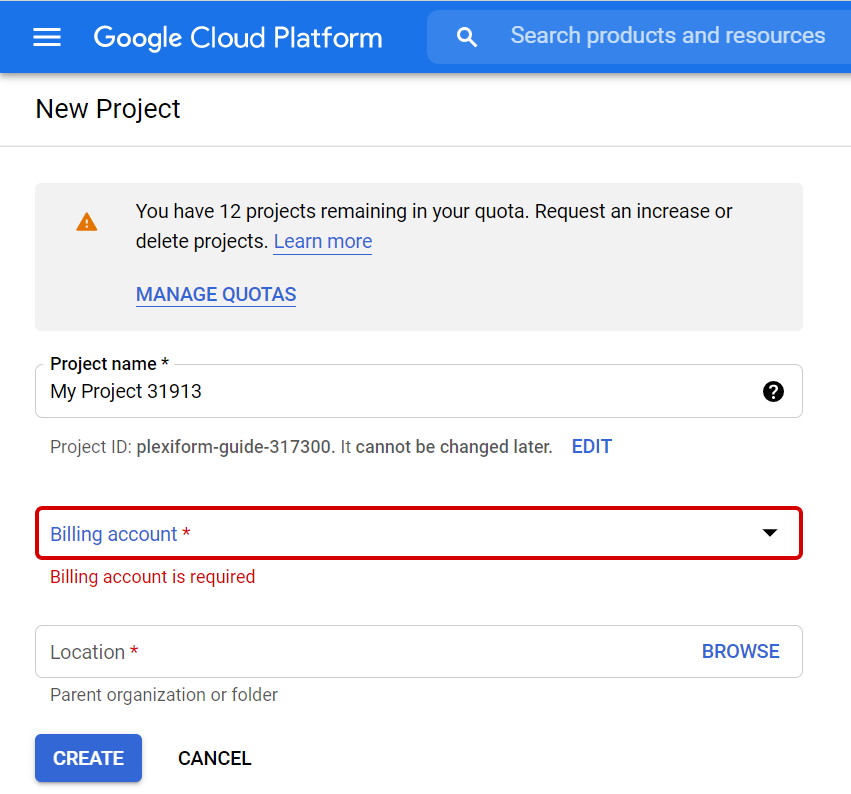 Google Cloud Platform
Search products and resources
New Project
You have 12 projects remaining in your quota. Request an increase or
delete projects. Learn more
MANAGE QUOTAS
Project name *
My Project 31913
Project ID: plexiform-guide-317300. It cannot be changed later. EDIT
Billing account *
Billing account is required
Location *
BROWSE
Parent organization or folder
CREATE
CANCEL